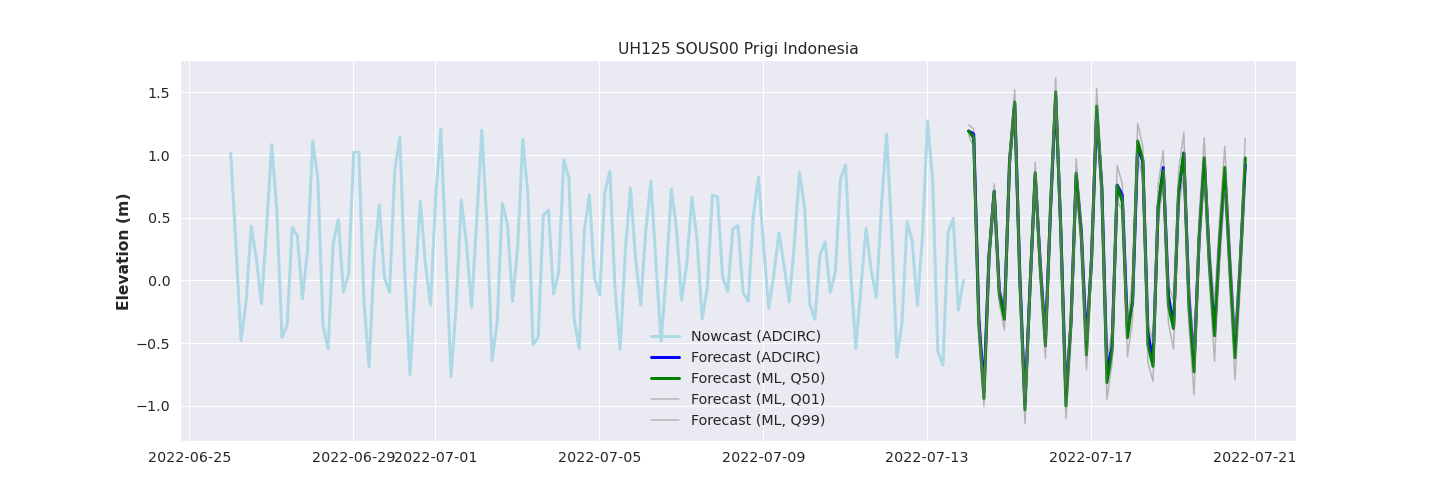 UH125 SOUS00 Prigi Indonesia
Elevation (m)
1.5
1.0
0.5
0.0
−0.5
−1.0
Nowcast (ADCIRC)
Forecast (ADCIRC)
Forecast (ML, Q50)
Forecast (ML, Q01)
Forecast (ML, Q99)
2022-06-25 2022-06-29 2022-07-01 2022-07-05 2022-07-09 2022-07-13 2022-07-17 2022-07-21